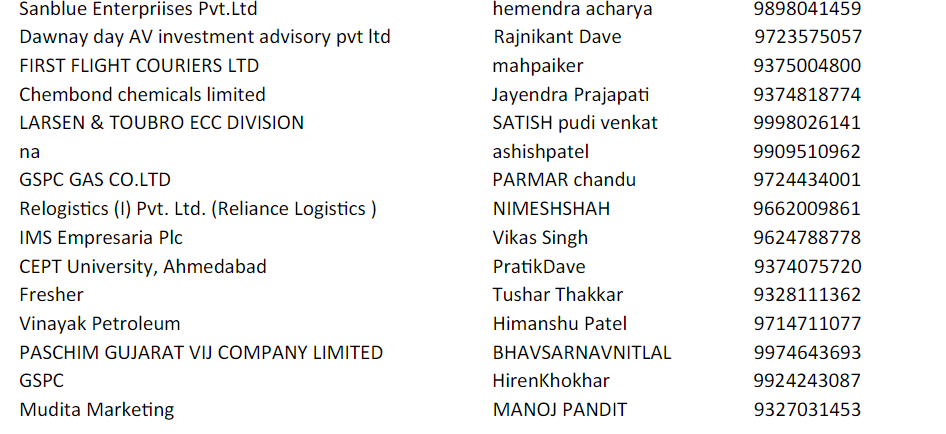 Sanblue Enterpriises Pvt.Ltd hemendra acharya 9898041459
Dawnay day AV investment advisory pvt ltd Rajnikant Dave 9723575057
FIRST FLIGHT COURIERS LTD mahpaiker 9375004800
Chembond chemicals limited Jayendra Prajapati 9374818774
LARSEN & TOUBRO ECC DIVISION SATISH pudi venkat 9998026141
na ashishpatel 9909510962
GSPC GAS CO.LTD PARMAR chandu 9724434001
Relogistics (I) Pvt. Ltd. (Reliance Logistics ) NIMESHSHAH 9662009861
IMS Empresaria Plc Vikas Singh 9624788778
CEPT University, Ahmedabad PratikDave 9374075720
Fresher Tushar Thakkar 9328111362
Vinayak Petroleum Himanshu Patel 9714711077
PASCHIM GUJARAT VIJ COMPANY LIMITED BHAVSARNAVNITLAL 9974643693
GSPC HirenKhokhar 9924243087
Mudita Marketing MANOJ PANDIT 9327031453